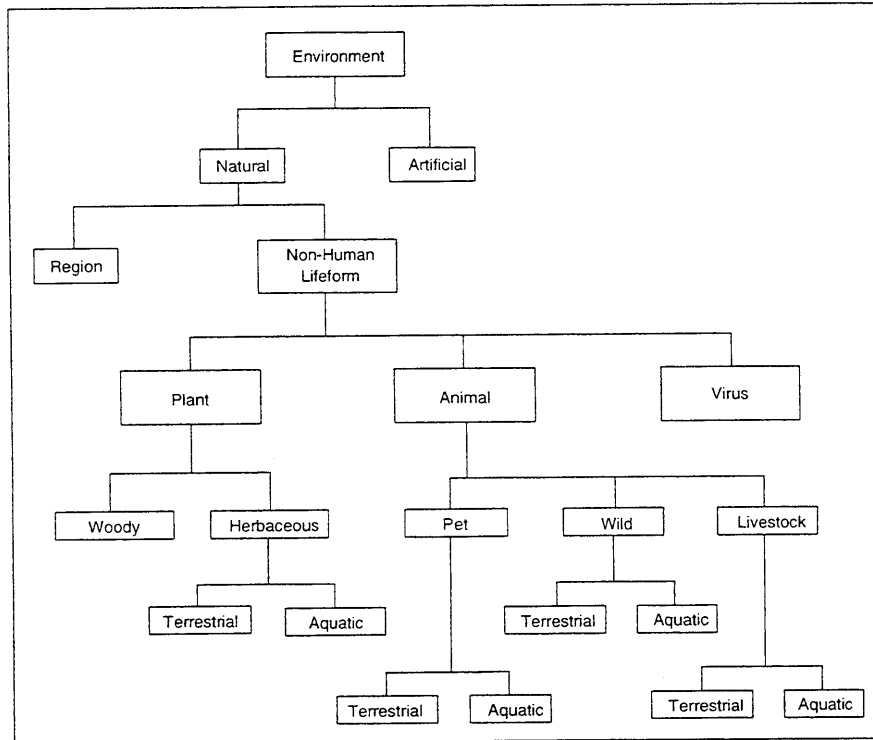 Environment
Natural
Artificial
Region
Non-Human
Lifeform
Plant
Animal
Virus
Woody
Herbaceous
Pet
Wild
Livestock
Terrestrial
Aquatic
Terrestrial
Aquatic
Terrestrial
Aquatic
Terrestrial
Aquatic